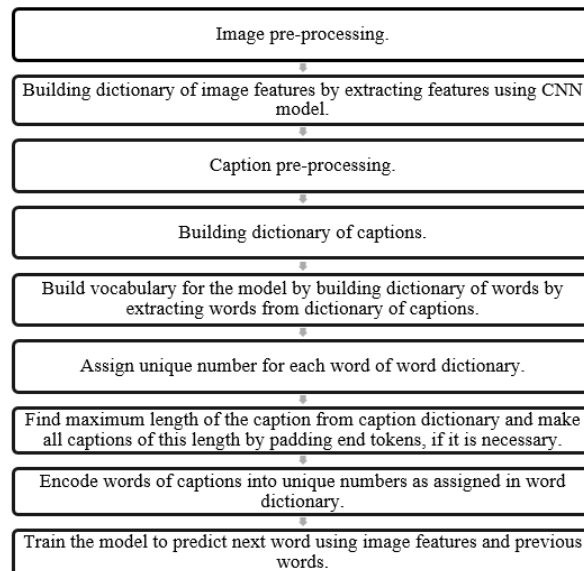 Image pre-processing.
Building dictionary of image features by extracting features using CNN
model.
Caption pre-processing.
Building dictionary of captions.
Build vocabulary for the model by building dictionary of words by
extracting words from dictionary of captions.
Assign unique number for each word of word dictionary.
Find maximum length of the caption from caption dictionary and make
all captions of this length by padding end tokens, if it is necessary.
Encode words of captions into unique numbers as assigned in word
dictionary.
Train the model to predict next word using image features and previous
words.